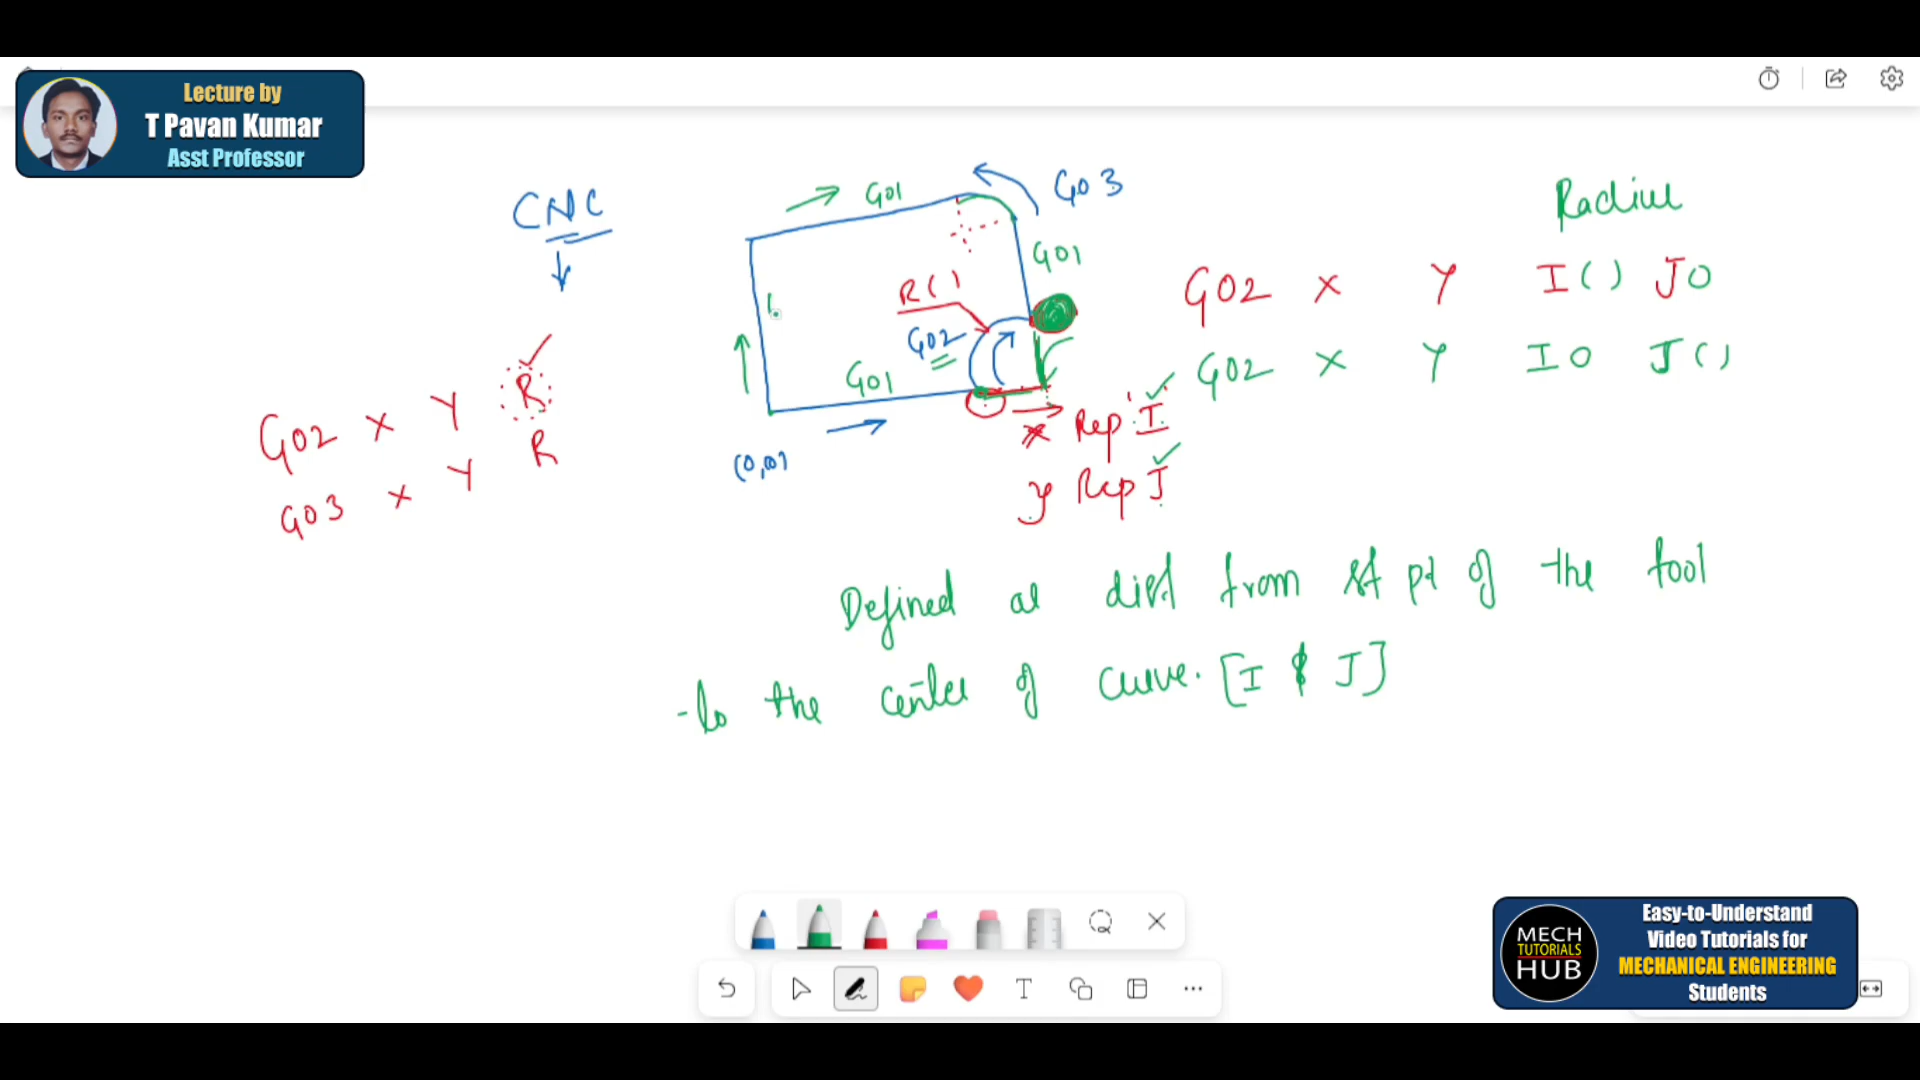 Lecture by
T Pavan Kumar
Asst Professor
CNC
G01
G03
G01
R( )
G02
G01
(0,0)
Radius
G02 X Y I( ) J0
G02 X Y I0 J( )
G02 X Y R
G03 X Y R
x Rep I
y Rep J
Defined as dist from st pt of the tool
to the center of curve. [I & J]
MECH
TUTORIALS
HUB
Easy-to-Understand
Video Tutorials for
MECHANICAL ENGINEERING
Students
T